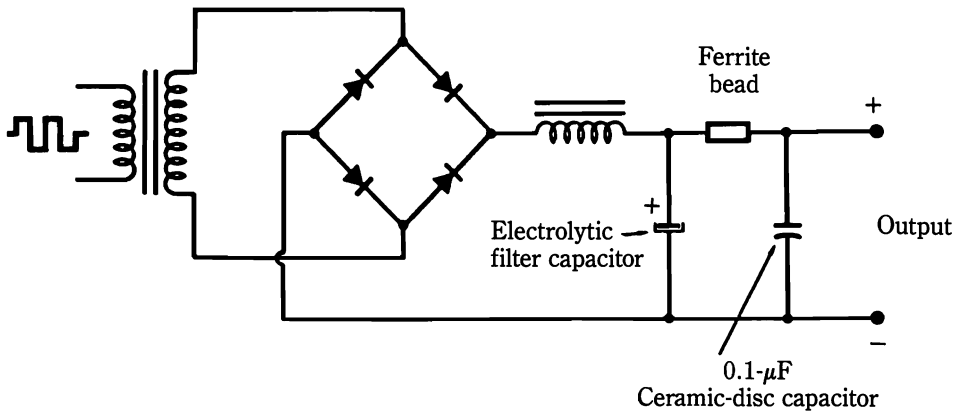 Ferrite
bead
+
+
Electrolytic
filter capacitor
Output
−
0.1-μF
Ceramic-disc capacitor